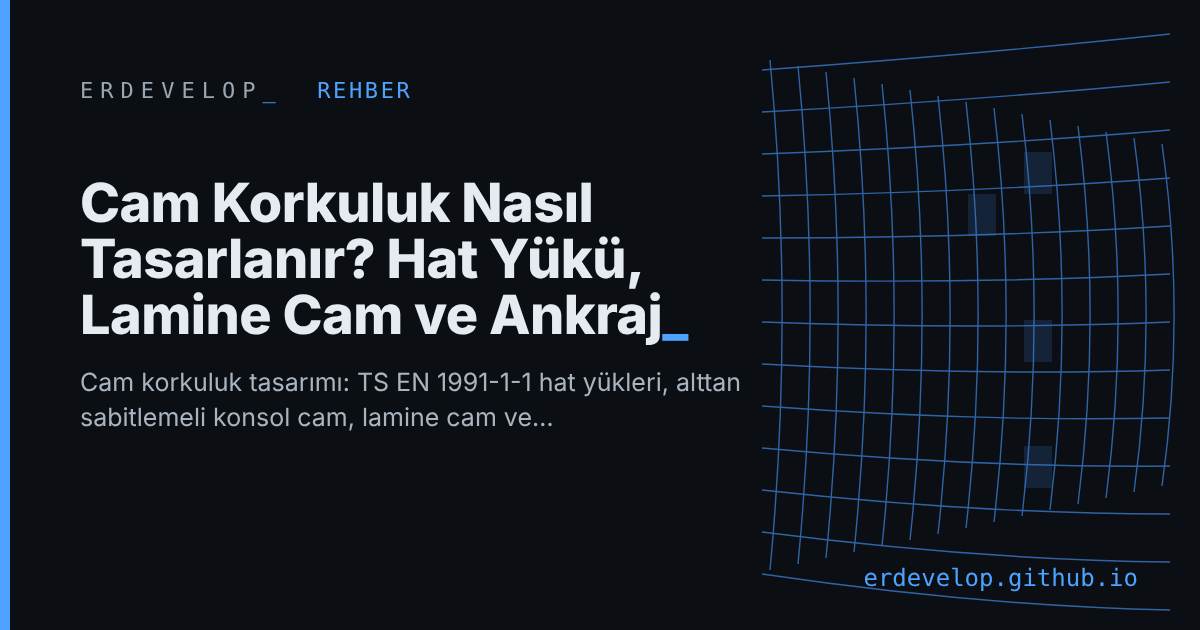 ERDEVELOP_ REHBER
Cam Korkuluk Nasıl
Tasarlanır? Hat Yükü,
Lamine Cam ve Ankraj_
Cam korkuluk tasarımı: TS EN 1991-1-1 hat yükleri, alttan
sabitlemeli konsol cam, lamine cam ve...
erdevelop.github.io